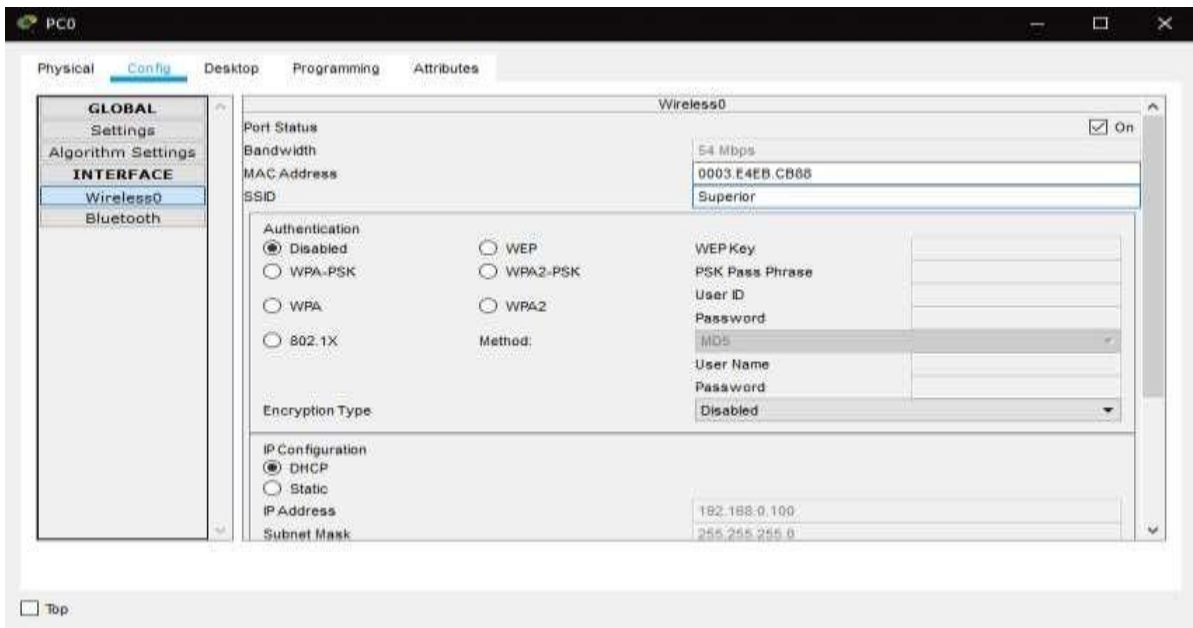 PC0
Physical Config Desktop Programming Attributes
GLOBAL
Settings
Algorithm Settings
INTERFACE
Wireless0
Bluetooth
Wireless0
Port Status On
Bandwidth 54 Mbps
MAC Address 0003.E4EB.CB88
SSID Superior
Authentication
Disabled WEP WEP Key
WPA-PSK WPA2-PSK PSK Pass Phrase
User ID
WPA WPA2
Password
802.1X Method: MD5
User Name
Password
Encryption Type Disabled
IP Configuration
DHCP
Static
IP Address 192.168.0.100
Subnet Mask 255.255.255.0
Top